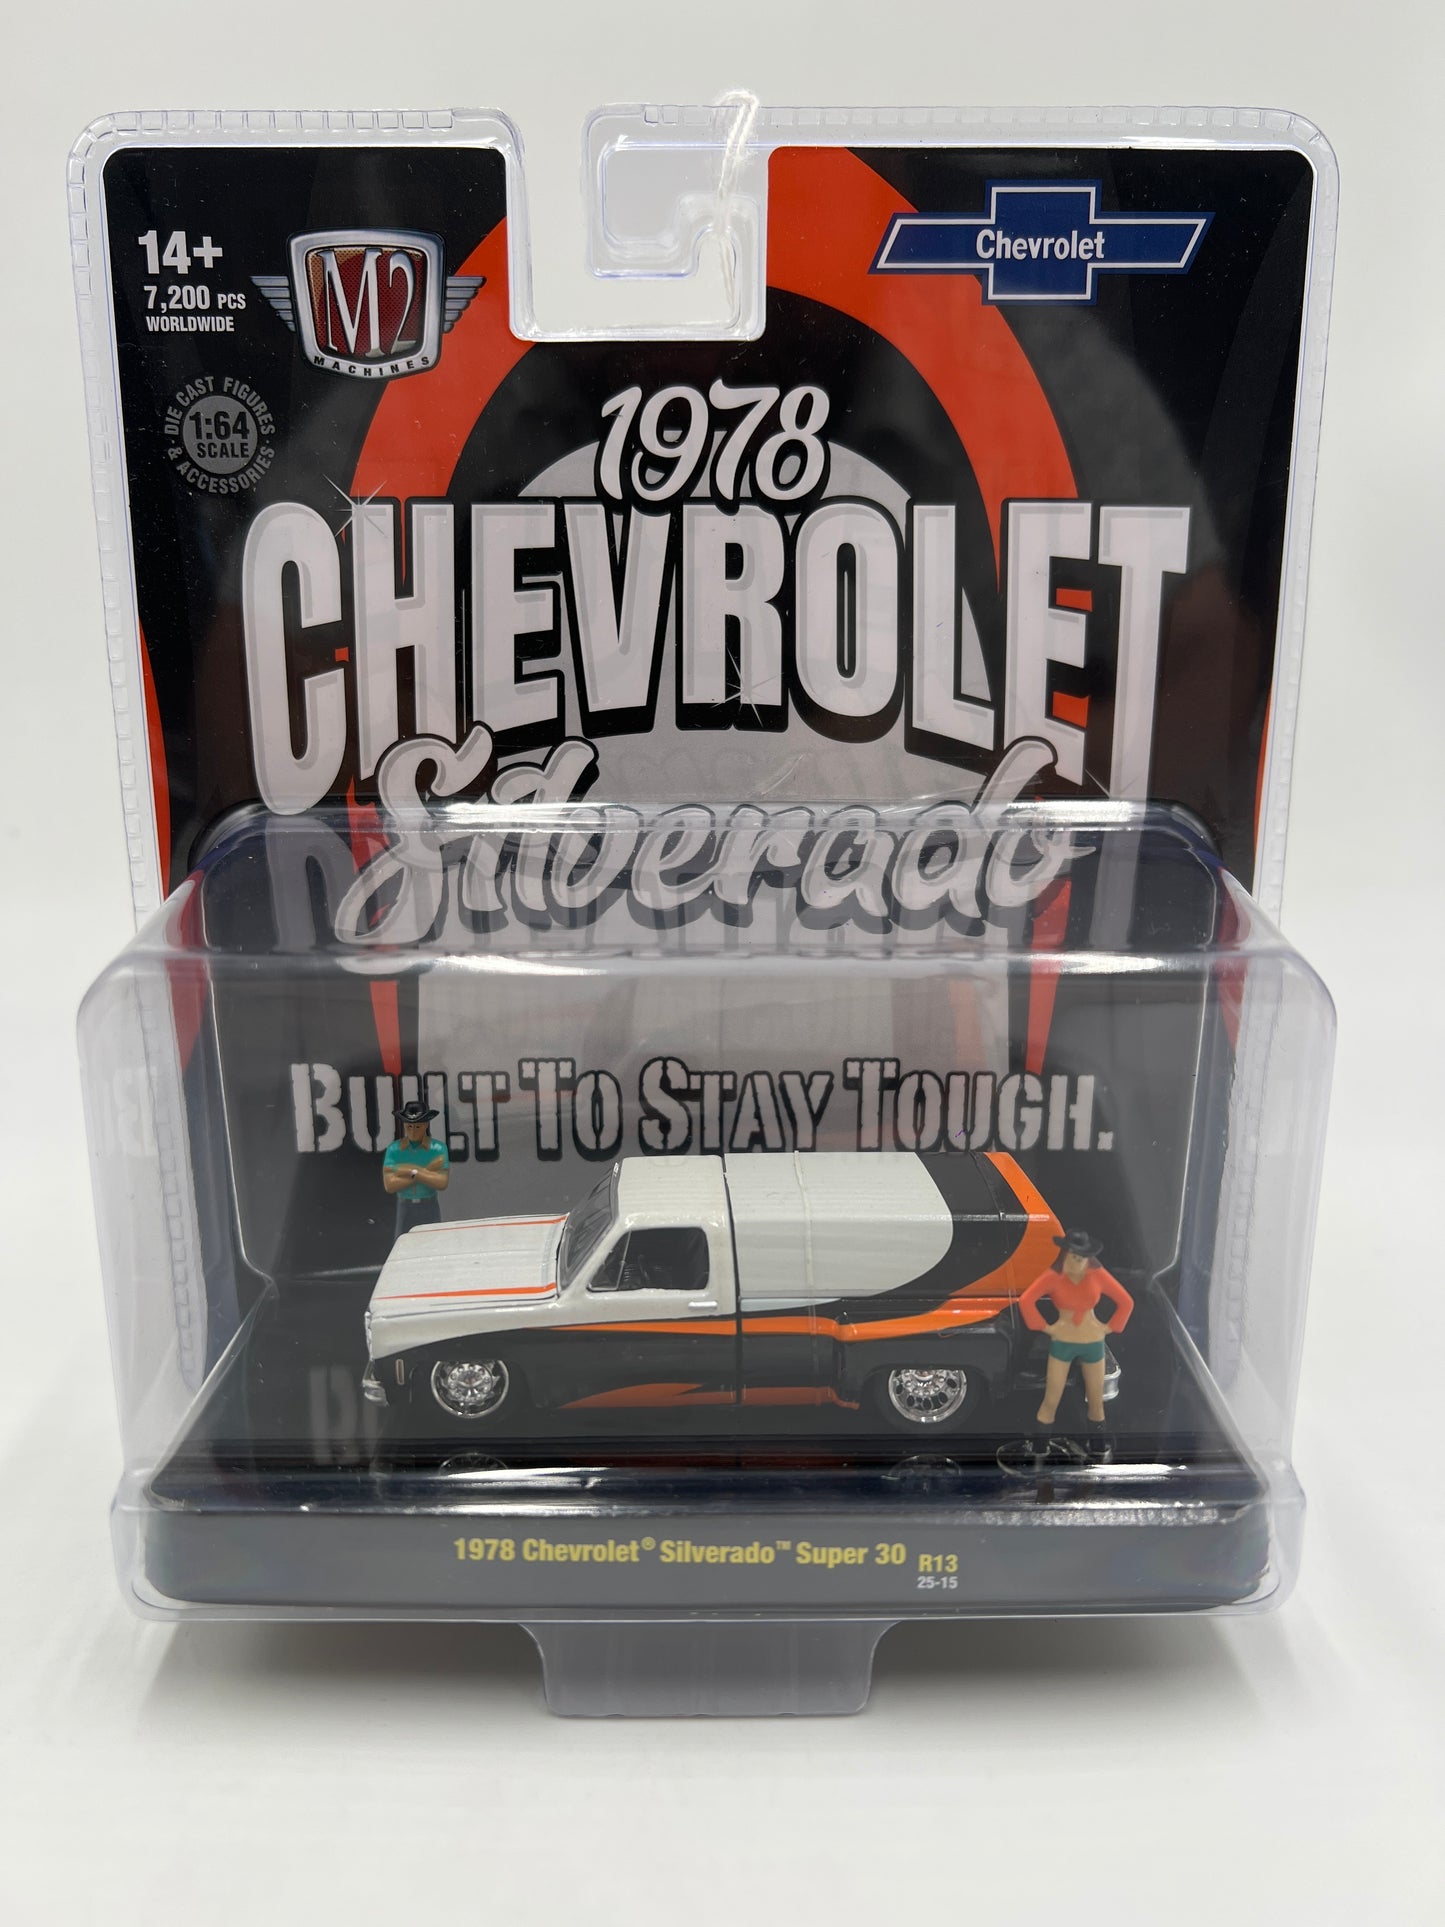 14+
7,200 PCS
WORLDWIDE
M2
MACHINES
DIE CAST FIGURES
& ACCESSORIES
1:64
SCALE
Chevrolet
1978
CHEVROLET
Silverado
BUILT TO STAY TOUGH.
1978 Chevrolet® Silverado™ Super 30 R13
25-15